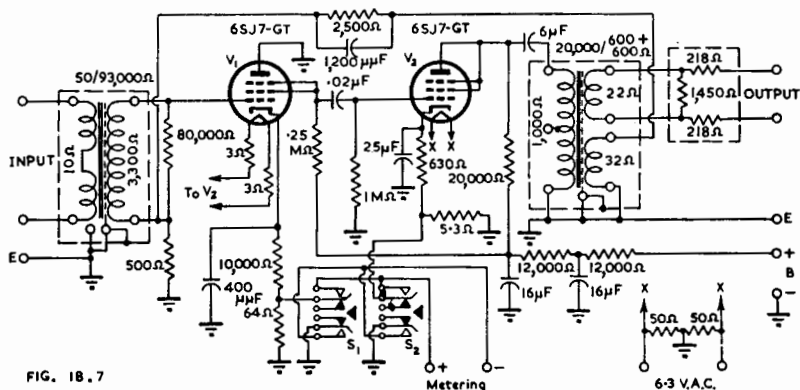 6SJ7-GT
2,500Ω
6SJ7-GT
V₁
1,200μμF
V₂
.6μF
20,000/600+
600Ω
.02μF
218Ω
50/93,000Ω
22Ω
1,450Ω
OUTPUT
80,000Ω
.25
MΩ
25μF
X
X
1,000Ω
218Ω
INPUT
10Ω
3,300Ω
3Ω
630Ω
20,000Ω
32Ω
3Ω
To V₂
1MΩ
5·3Ω
E
E
500Ω
10,000Ω
12,000Ω
12,000Ω
+
B
400
μμF
16μF
16μF
X
X
-
64Ω
50Ω
50Ω
S₁
S₂
FIG. 18.7
+
-
Metering
6·3 V.A.C.